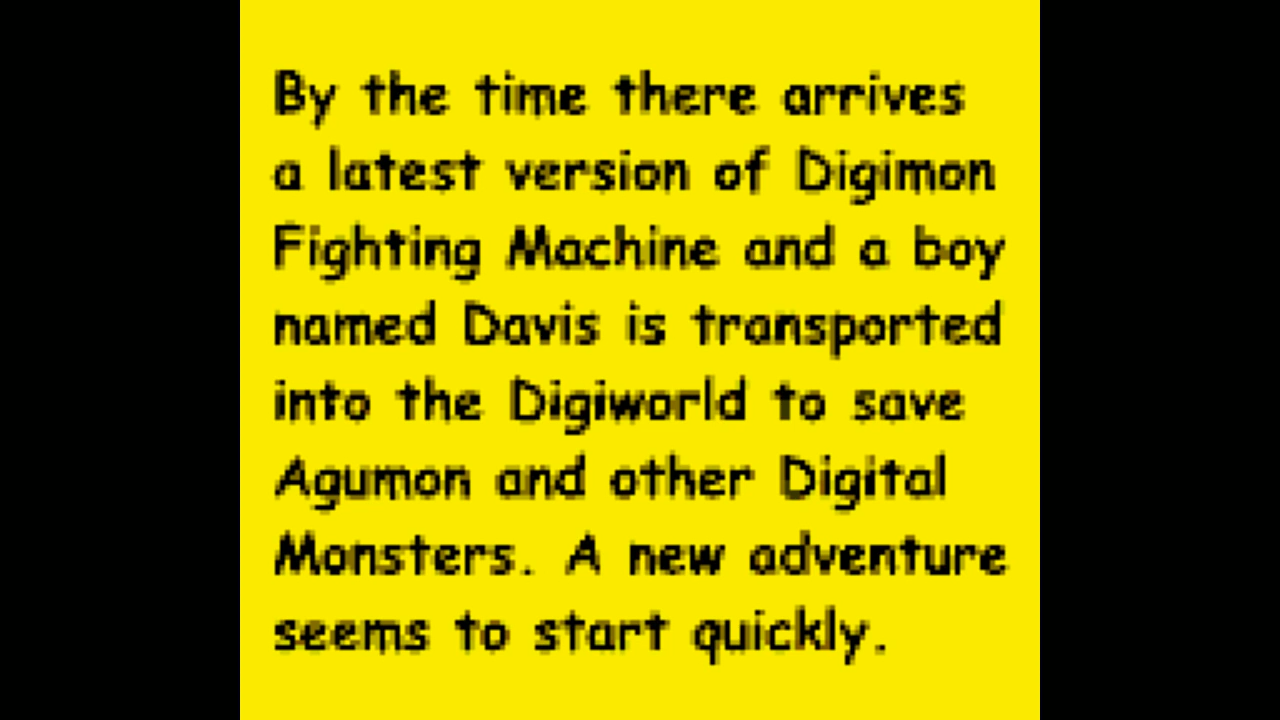 By the time there arrives
a latest version of Digimon
Fighting Machine and a boy
named Davis is transported
into the Digiworld to save
Agumon and other Digital
Monsters. A new adventure
seems to start quickly.